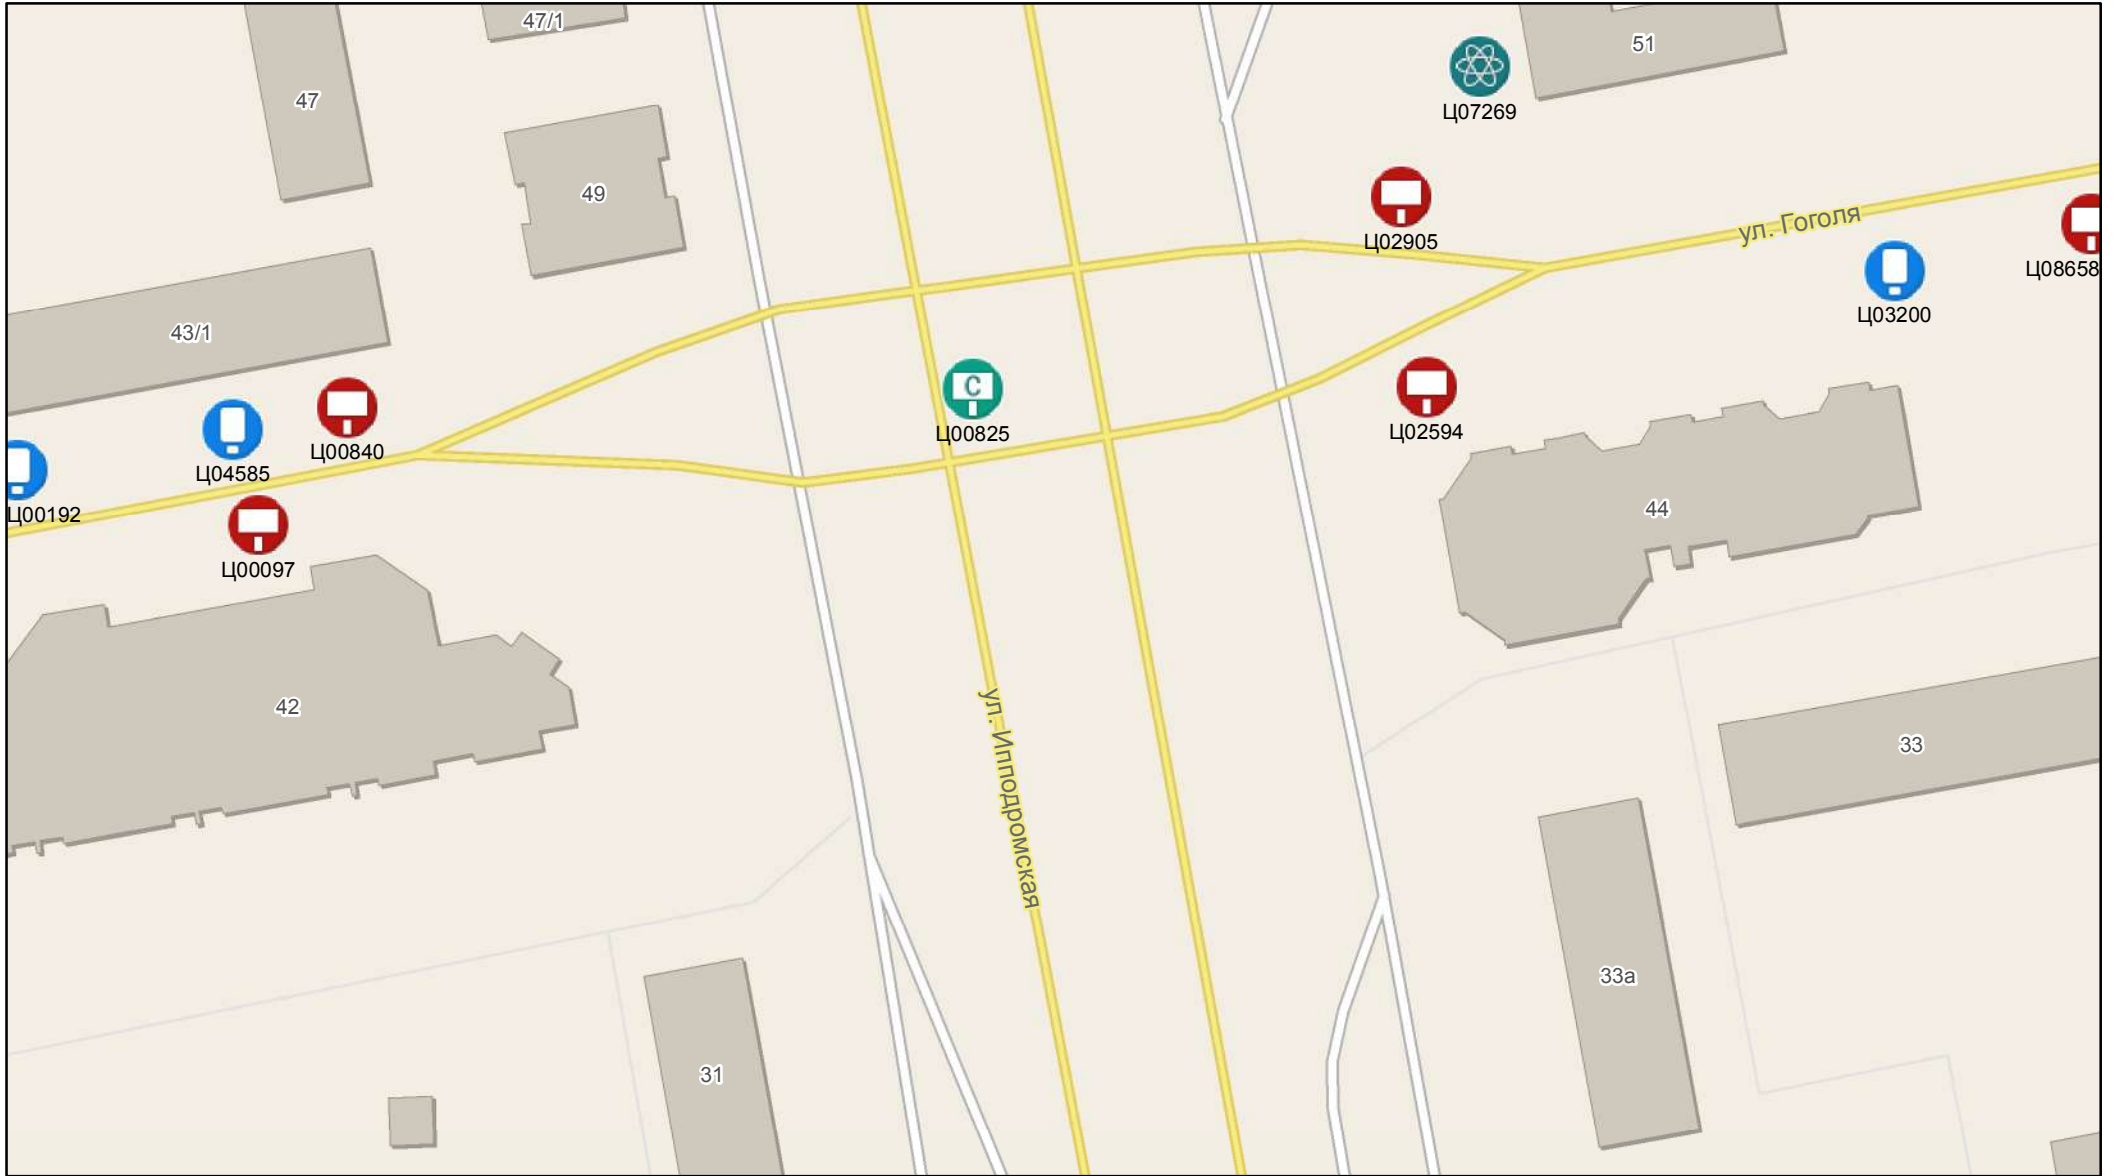 47/1
51
47
Ц07269
49
ул. Гоголя
Ц02905
Ц08658
Ц03200
43/1
С
Ц00825
Ц02594
Ц00840
Ц04585
Ц00192
44
Ц00097
42
ул. Ипподромская
33
33а
31